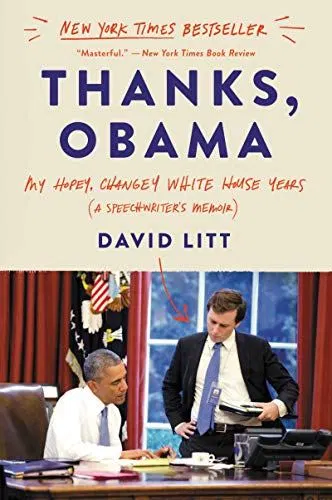 NEW YORK TIMES BESTSELLER
"Masterful." — New York Times Book Review
THANKS,
OBAMA
MY HOPEY, CHANGEY WHITE HOUSE YEARS
(A SPEECHWRITER'S MEMOIR)
DAVID LITT